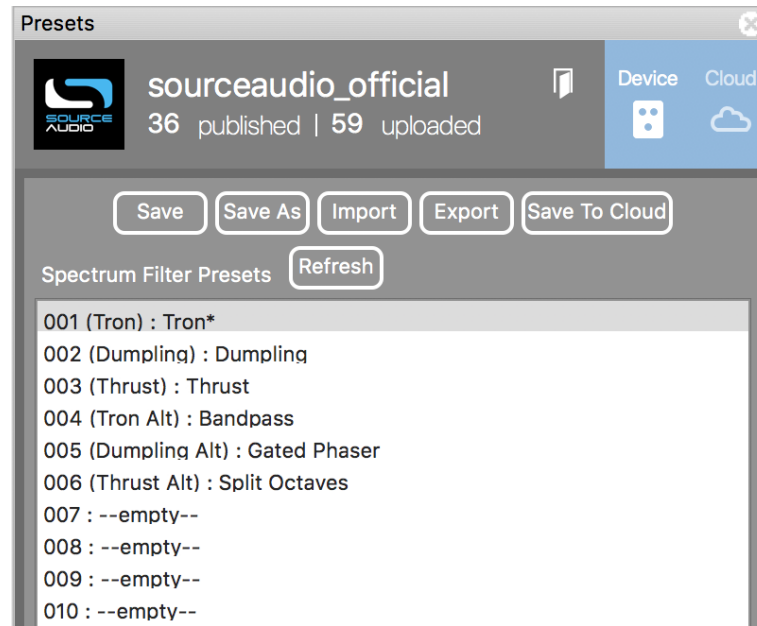 Presets
sourceaudio_official
36 published | 59 uploaded
SOURCE
AUDIO
Device Cloud
Save Save As Import Export Save To Cloud
Spectrum Filter Presets Refresh
001 (Tron) : Tron*
002 (Dumpling) : Dumpling
003 (Thrust) : Thrust
004 (Tron Alt) : Bandpass
005 (Dumpling Alt) : Gated Phaser
006 (Thrust Alt) : Split Octaves
007 : --empty--
008 : --empty--
009 : --empty--
010 : --empty--